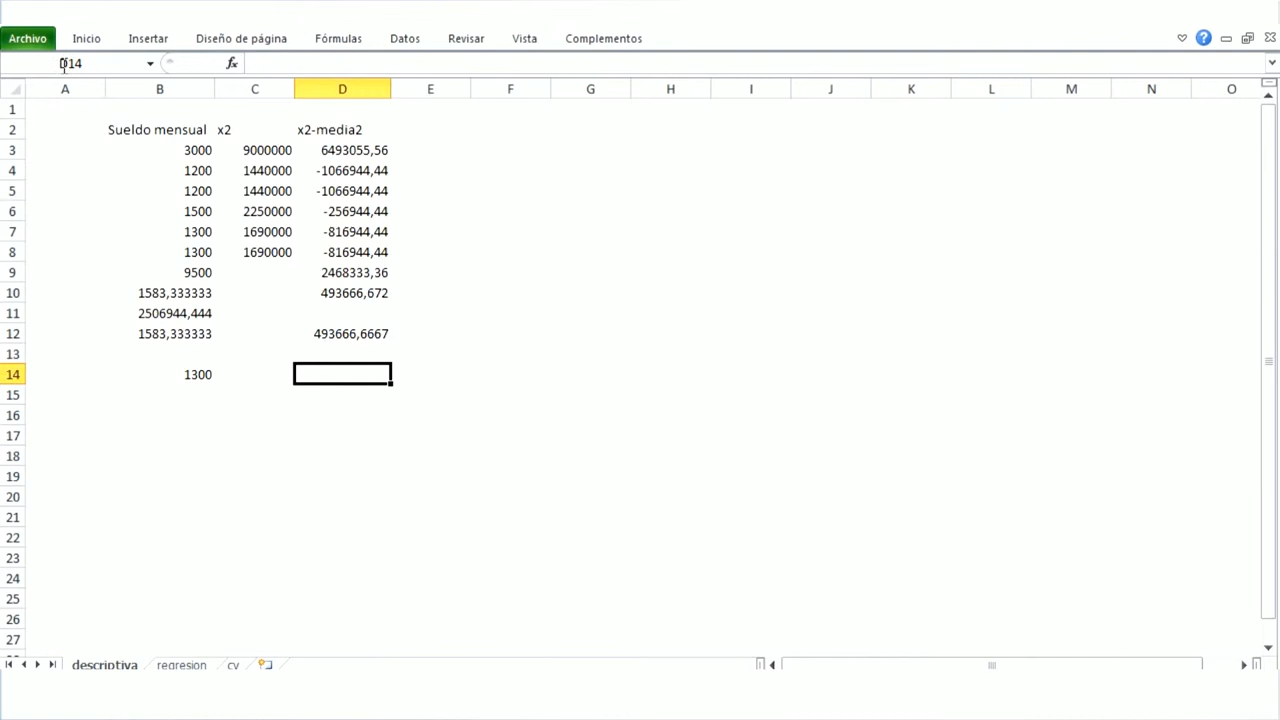 Archivo Inicio Insertar Diseño de página Fórmulas Datos Revisar Vista Complementos
D14 fx
A B C D E F G H I J K L M N O
1
2 Sueldo mensual x2 x2-media2
3 3000 9000000 6493055,56
4 1200 1440000 -1066944,44
5 1200 1440000 -1066944,44
6 1500 2250000 -256944,44
7 1300 1690000 -816944,44
8 1300 1690000 -816944,44
9 9500 2468333,36
10 1583,333333 493666,672
11 2506944,444
12 1583,333333 493666,6667
13
14 1300
15
16
17
18
19
20
21
22
23
24
25
26
27
descriptiva regresion cv